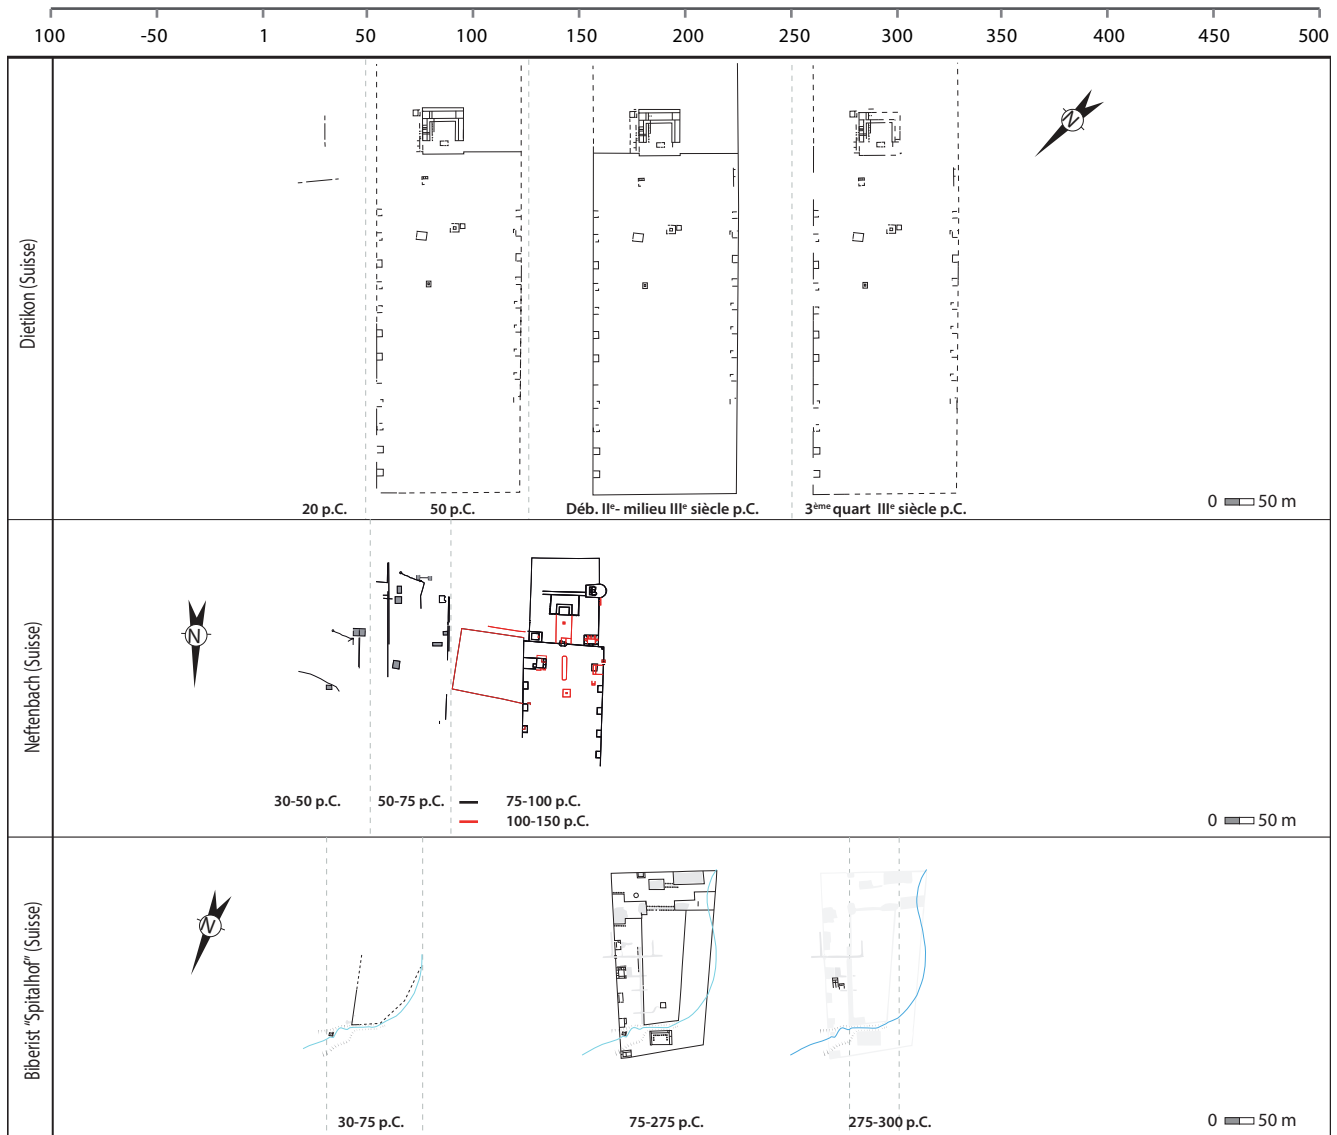 100 -50 1 50 100 150 200 250 300 350 400 450 500
Dietikon (Suisse)
N
20 p.C. 50 p.C. Déb. IIe- milieu IIIe siècle p.C. 3ème quart IIIe siècle p.C.
0 50 m
Neftenbach (Suisse)
N
30-50 p.C. 50-75 p.C. 75-100 p.C.
100-150 p.C.
0 50 m
Biberist "Spitalhof" (Suisse)
N
30-75 p.C. 75-275 p.C. 275-300 p.C.
0 50 m